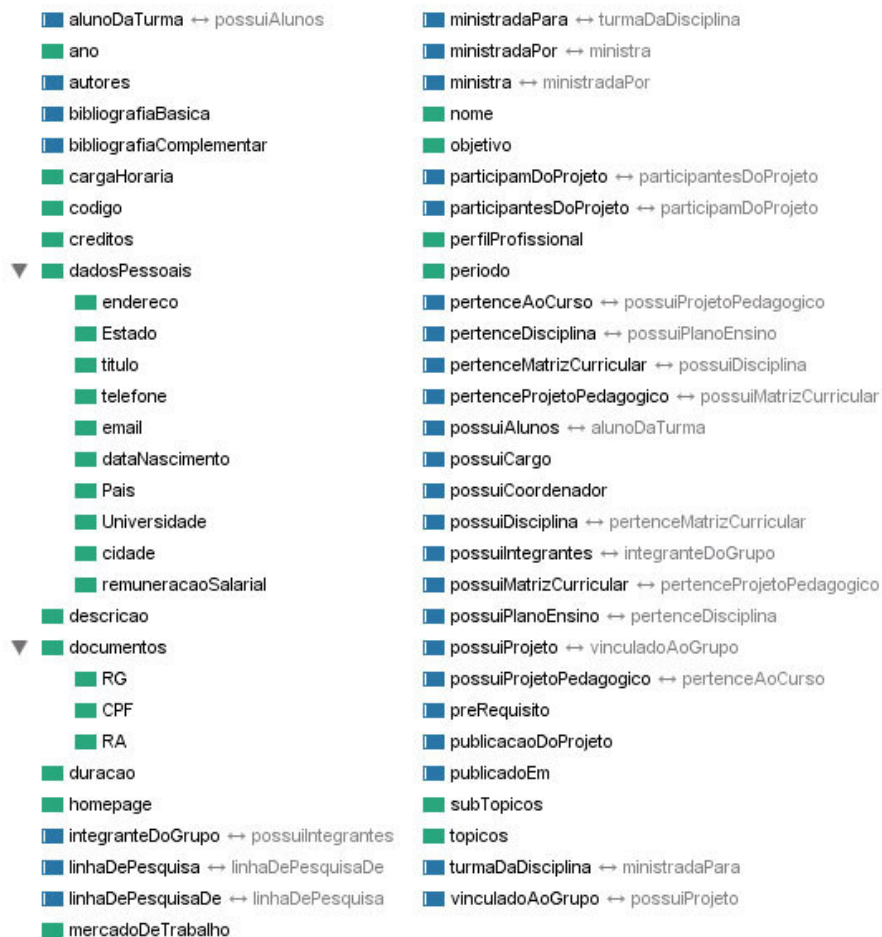 alunoDaTurma ↔ possuiAlunos
ano
autores
bibliografiaBasica
bibliografiaComplementar
cargaHoraria
codigo
creditos
dadosPessoais
endereco
Estado
titulo
telefone
email
dataNascimento
Pais
Universidade
cidade
remuneracaoSalarial
descricao
documentos
RG
CPF
RA
duracao
homepage
integranteDoGrupo ↔ possuiIntegrantes
linhaDePesquisa ↔ linhaDePesquisaDe
linhaDePesquisaDe ↔ linhaDePesquisa
mercadoDeTrabalho
ministradaPara ↔ turmaDaDisciplina
ministradaPor ↔ ministra
ministra ↔ ministradaPor
nome
objetivo
participamDoProjeto ↔ participantesDoProjeto
participantesDoProjeto ↔ participamDoProjeto
perfilProfissional
periodo
pertenceAoCurso ↔ possuiProjetoPedagogico
pertenceDisciplina ↔ possuiPlanoEnsino
pertenceMatrizCurricular ↔ possuiDisciplina
pertenceProjetoPedagogico ↔ possuiMatrizCurricular
possuiAlunos ↔ alunoDaTurma
possuiCargo
possuiCoordenador
possuiDisciplina ↔ pertenceMatrizCurricular
possuiIntegrantes ↔ integranteDoGrupo
possuiMatrizCurricular ↔ pertenceProjetoPedagogico
possuiPlanoEnsino ↔ pertenceDisciplina
possuiProjeto ↔ vinculadoAoGrupo
possuiProjetoPedagogico ↔ pertenceAoCurso
preRequisito
publicacaoDoProjeto
publicadoEm
subTopicos
topicos
turmaDaDisciplina ↔ ministradaPara
vinculadoAoGrupo ↔ possuiProjeto